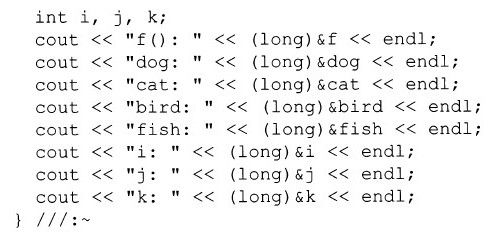 int i, j, k;
cout << "f(): " << (long)&f << endl;
cout << "dog: " << (long)&dog << endl;
cout << "cat: " << (long)&cat << endl;
cout << "bird: " << (long)&bird << endl;
cout << "fish: " << (long)&fish << endl;
cout << "i: " << (long)&i << endl;
cout << "j: " << (long)&j << endl;
cout << "k: " << (long)&k << endl;
} ///:~